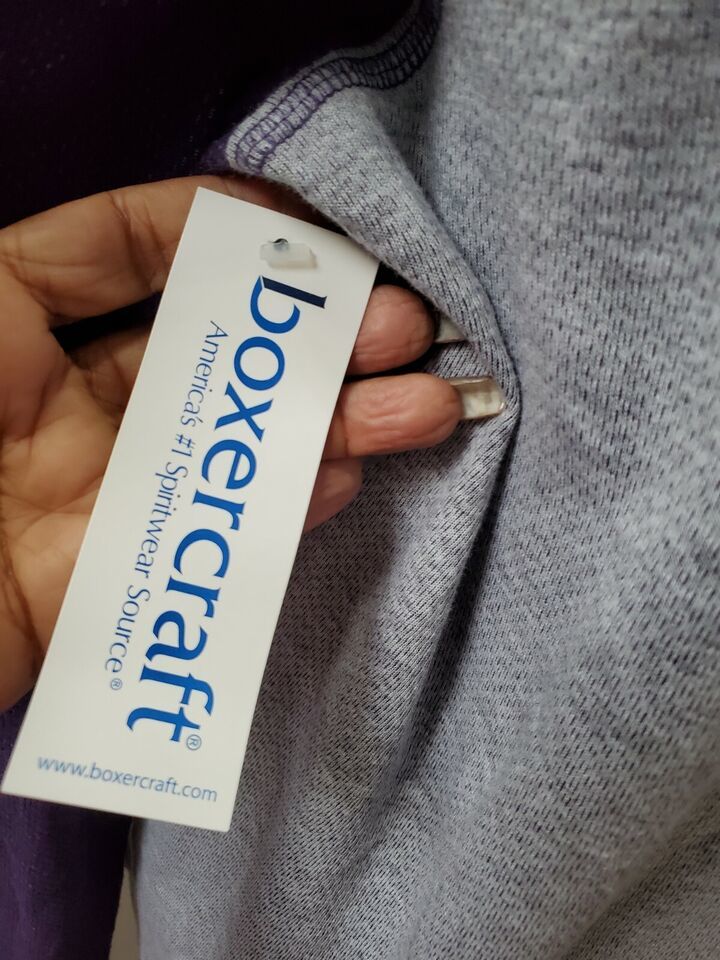 boxercraft®
America's #1 Spiritwear Source®
www.boxercraft.com